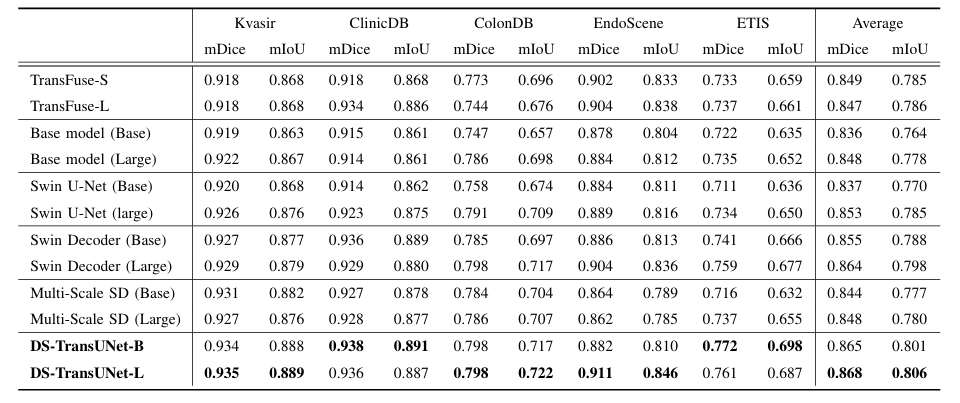 Kvasir ClinicDB ColonDB EndoScene ETIS Average
mDice mIoU mDice mIoU mDice mIoU mDice mIoU mDice mIoU mDice mIoU
TransFuse-S 0.918 0.868 0.918 0.868 0.773 0.696 0.902 0.833 0.733 0.659 0.849 0.785
TransFuse-L 0.918 0.868 0.934 0.886 0.744 0.676 0.904 0.838 0.737 0.661 0.847 0.786
Base model (Base) 0.919 0.863 0.915 0.861 0.747 0.657 0.878 0.804 0.722 0.635 0.836 0.764
Base model (Large) 0.922 0.867 0.914 0.861 0.786 0.698 0.884 0.812 0.735 0.652 0.848 0.778
Swin U-Net (Base) 0.920 0.868 0.914 0.862 0.758 0.674 0.884 0.811 0.711 0.636 0.837 0.770
Swin U-Net (large) 0.926 0.876 0.923 0.875 0.791 0.709 0.889 0.816 0.734 0.650 0.853 0.785
Swin Decoder (Base) 0.927 0.877 0.936 0.889 0.785 0.697 0.886 0.813 0.741 0.666 0.855 0.788
Swin Decoder (Large) 0.929 0.879 0.929 0.880 0.798 0.717 0.904 0.836 0.759 0.677 0.864 0.798
Multi-Scale SD (Base) 0.931 0.882 0.927 0.878 0.784 0.704 0.864 0.789 0.716 0.632 0.844 0.777
Multi-Scale SD (Large) 0.927 0.876 0.928 0.877 0.786 0.707 0.862 0.785 0.737 0.655 0.848 0.780
DS-TransUNet-B 0.934 0.888 0.938 0.891 0.798 0.717 0.882 0.810 0.772 0.698 0.865 0.801
DS-TransUNet-L 0.935 0.889 0.936 0.887 0.798 0.722 0.911 0.846 0.761 0.687 0.868 0.806